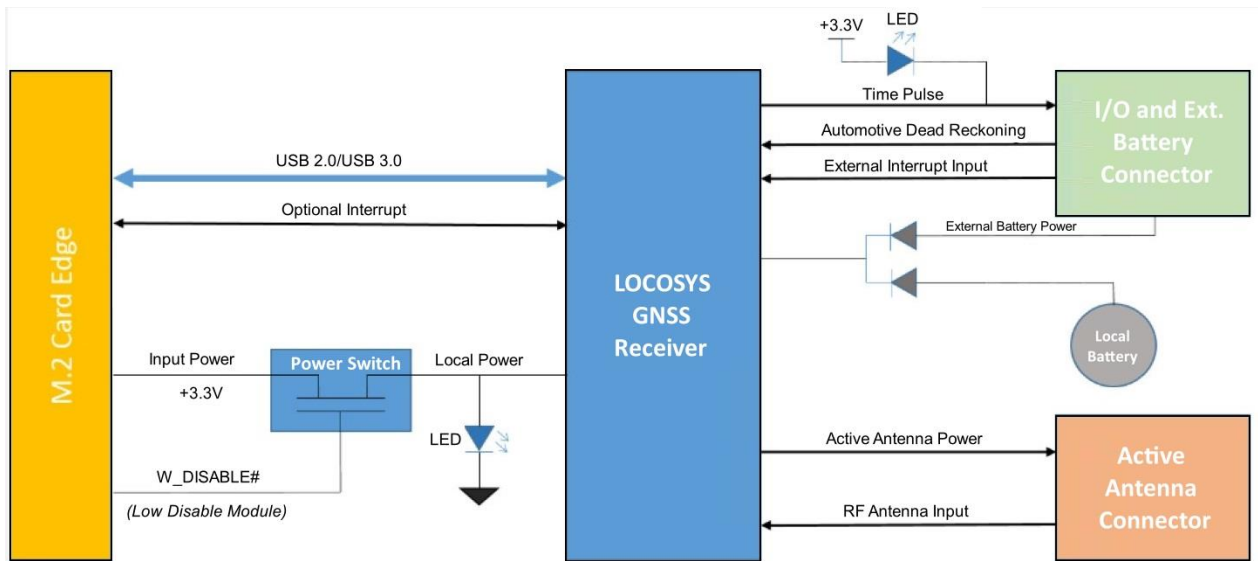 +3.3V
LED
Time Pulse
Automotive Dead Reckoning
External Interrupt Input
I/O and Ext.
Battery
Connector
USB 2.0/USB 3.0
Optional Interrupt
M.2 Card Edge
LOCOSYS
GNSS
Receiver
External Battery Power
Local
Battery
Input Power
+3.3V
Power Switch
Local Power
LED
W_DISABLE#
(Low Disable Module)
Active Antenna Power
RF Antenna Input
Active
Antenna
Connector